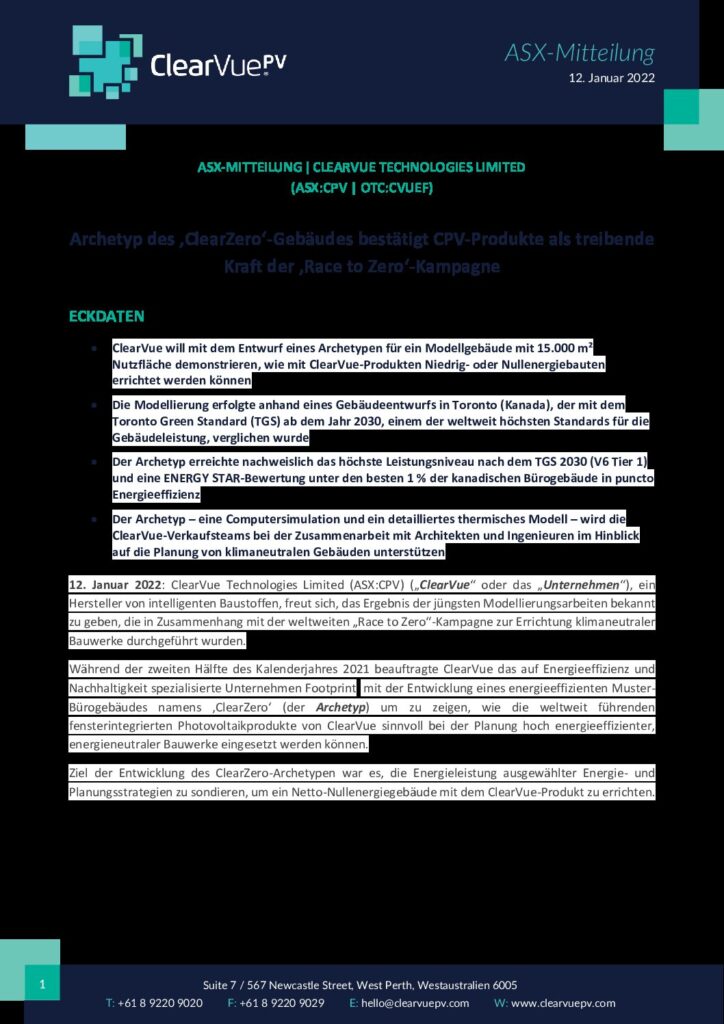 ClearVue PV
ASX-Mitteilung
12. Januar 2022
ASX-MITTEILUNG | CLEARVUE TECHNOLOGIES LIMITED
(ASX:CPV | OTC:CVUEF)
Archetyp des ‚ClearZero‘-Gebäudes bestätigt CPV-Produkte als treibende
Kraft der ‚Race to Zero‘-Kampagne
ECKDATEN
• ClearVue will mit dem Entwurf eines Archetypen für ein Modellgebäude mit 15.000 m²
Nutzfläche demonstrieren, wie mit ClearVue-Produkten Niedrig- oder Nullenergiebauten
errichtet werden können
• Die Modellierung erfolgte anhand eines Gebäudeentwurfs in Toronto (Kanada), der mit dem
Toronto Green Standard (TGS) ab dem Jahr 2030, einem der weltweit höchsten Standards für die
Gebäudeleistung, verglichen wurde
• Der Archetyp erreichte nachweislich das höchste Leistungsniveau nach dem TGS 2030 (V6 Tier 1)
und eine ENERGY STAR-Bewertung unter den besten 1 % der kanadischen Bürogebäude in puncto
Energieeffizienz
• Der Archetyp – eine Computersimulation und ein detailliertes thermisches Modell – wird die
ClearVue-Verkaufsteams bei der Zusammenarbeit mit Architekten und Ingenieuren im Hinblick
auf die Planung von klimaneutralen Gebäuden unterstützen
12. Januar 2022: ClearVue Technologies Limited (ASX:CPV) („ClearVue“ oder das „Unternehmen“), ein
Hersteller von intelligenten Baustoffen, freut sich, das Ergebnis der jüngsten Modellierungsarbeiten bekannt
zu geben, die in Zusammenhang mit der weltweiten „Race to Zero“-Kampagne zur Errichtung klimaneutraler
Bauwerke durchgeführt wurden.
Während der zweiten Hälfte des Kalenderjahres 2021 beauftragte ClearVue das auf Energieeffizienz und
Nachhaltigkeit spezialisierte Unternehmen Footprint mit der Entwicklung eines energieeffizienten Muster-
Bürogebäudes namens ‚ClearZero‘ (der Archetyp) um zu zeigen, wie die weltweit führenden
fensterintegrierten Photovoltaikprodukte von ClearVue sinnvoll bei der Planung hoch energieeffizienter,
energieneutraler Bauwerke eingesetzt werden können.
Ziel der Entwicklung des ClearZero-Archetypen war es, die Energieleistung ausgewählter Energie- und
Planungsstrategien zu sondieren, um ein Netto-Nullenergiegebäude mit dem ClearVue-Produkt zu errichten.
1
Suite 7 / 567 Newcastle Street, West Perth, Westaustralien 6005
T: +61 8 9220 9020 F: +61 8 9220 9029 E: hello@clearvuepv.com W: www.clearvuepv.com